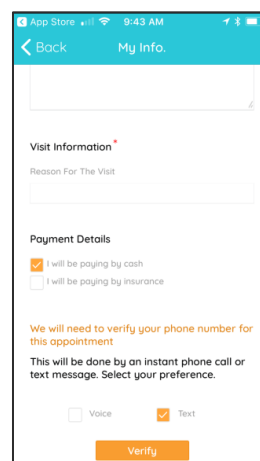 App Store 9:43 AM
Back My Info.
Visit Information*
Reason For The Visit
Payment Details
I will be paying by cash
I will be paying by insurance
We will need to verify your phone number for
this appointment
This will be done by an instant phone call or
text message. Select your preference.
Voice Text
Verify